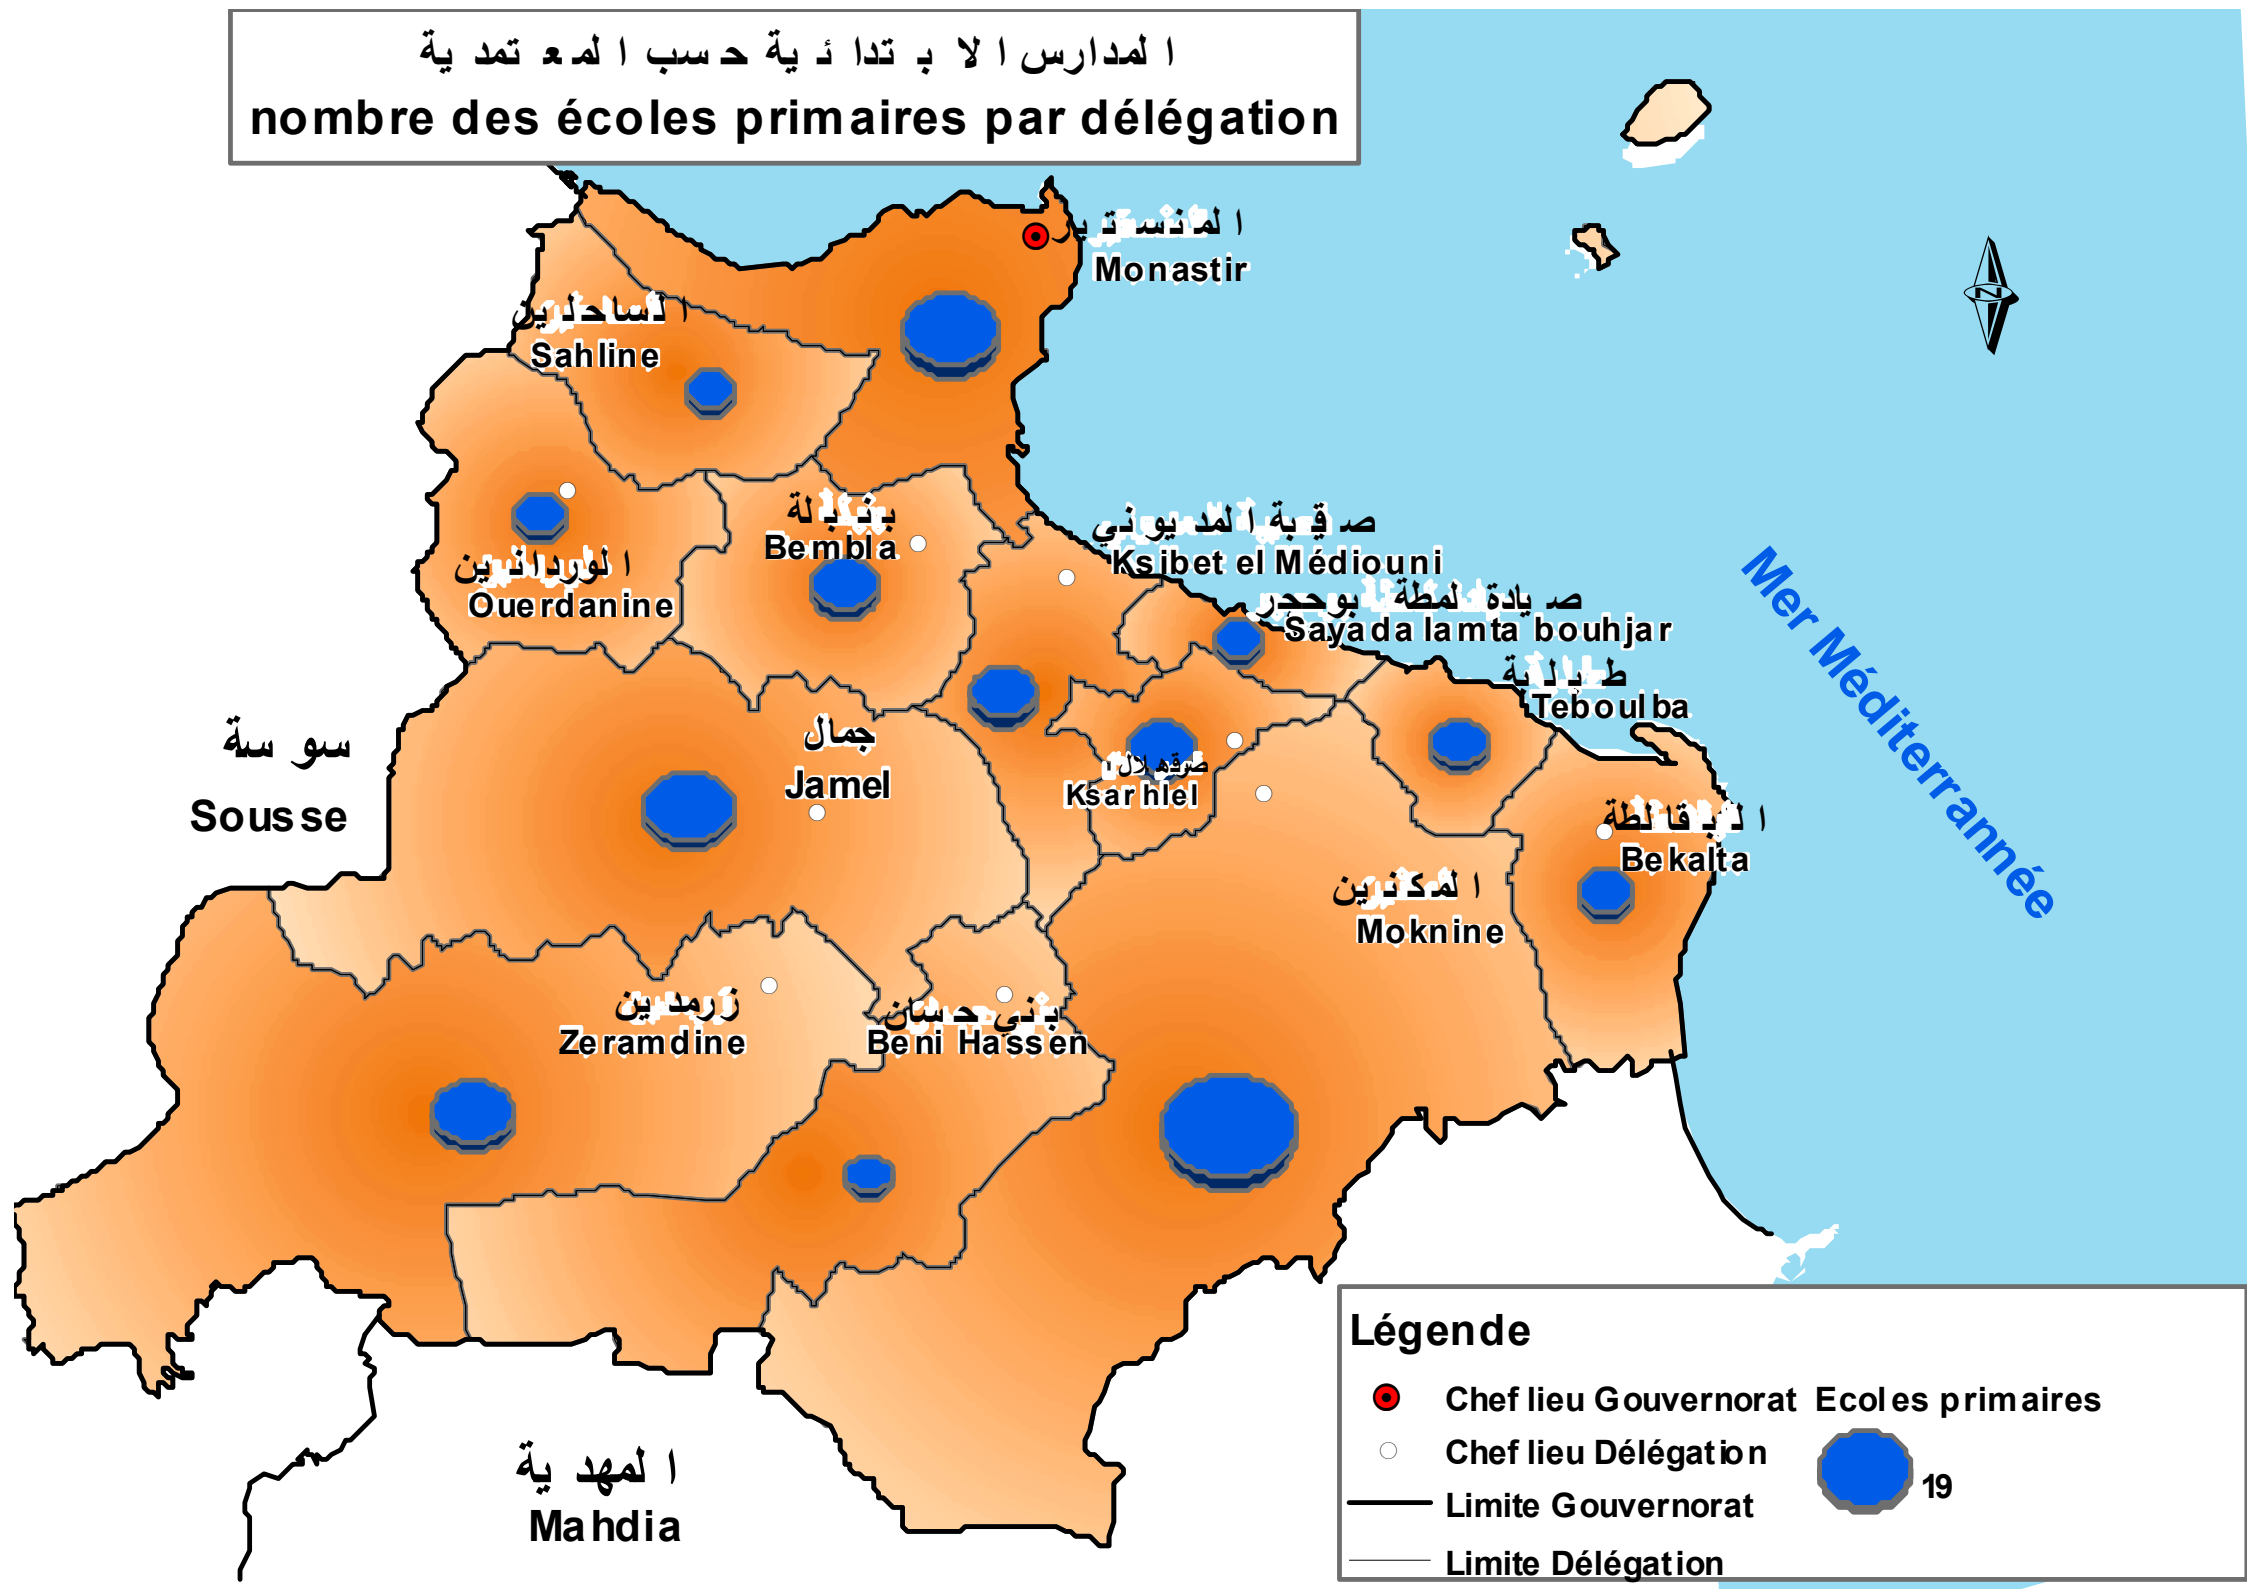 المدارس الابتدائية حسب المعتمدية
nombre des écoles primaires par délégation
المنستير
Monastir
الساحلين
Sahline
بنبلة
Bembla
الوردانين
Ouerdanine
صقيبة المديوني
Ksibet el Médiouni
صيادة لمطة بوحجر
Sayada lamta bouhjar
طبلبة
Teboulba
سوسة
Sousse
جمال
Jamel
Ksar hlel
البقالطة
Bekalta
المكنين
Moknine
زرمدين
Zeramdine
بني حسان
Beni Hassen
Mer Méditerrannée
المهدية
Mahdia
Légende
Chef lieu Gouvernorat
Chef lieu Délégation
Limite Gouvernorat
Limite Délégation
Ecoles primaires
19
N